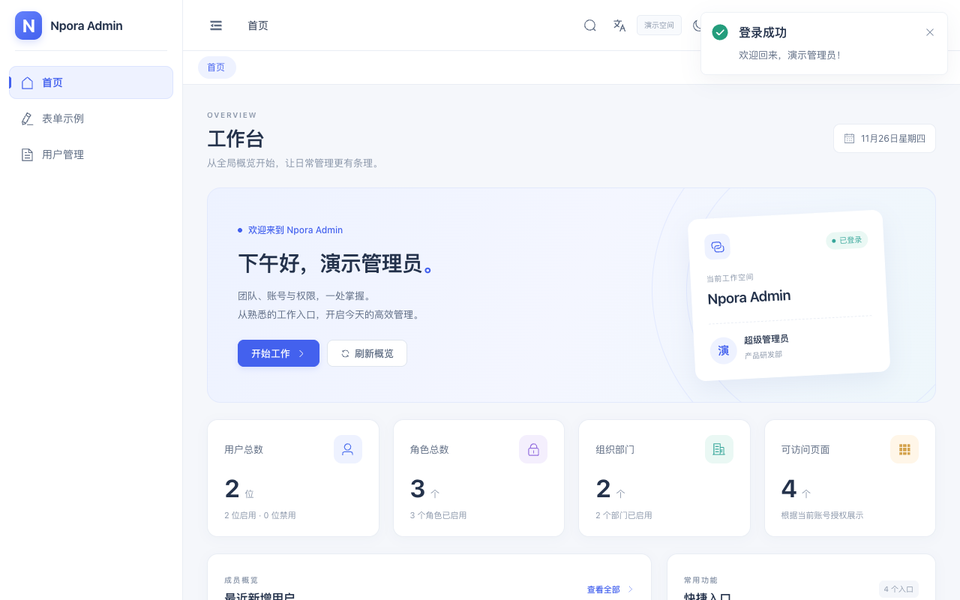 N Npora Admin
首页
表单示例
用户管理
首页
演示空间
登录成功
欢迎回来，演示管理员！
首页
OVERVIEW
工作台
从全局概览开始，让日常管理更有条理。
11月26日星期四
欢迎来到 Npora Admin
下午好，演示管理员。
团队、账号与权限，一处掌握。
从熟悉的工作入口，开启今天的高效管理。
开始工作
刷新概览
已登录
当前工作空间
Npora Admin
演
超级管理员
产品研发部
用户总数
2 位
2 位启用 · 0 位禁用
角色总数
3 个
3 个角色已启用
组织部门
2 个
2 个部门已启用
可访问页面
4 个
根据当前账号授权展示
成员概览
最近新增用户
查看全部
常用功能
快捷入口
4 个入口